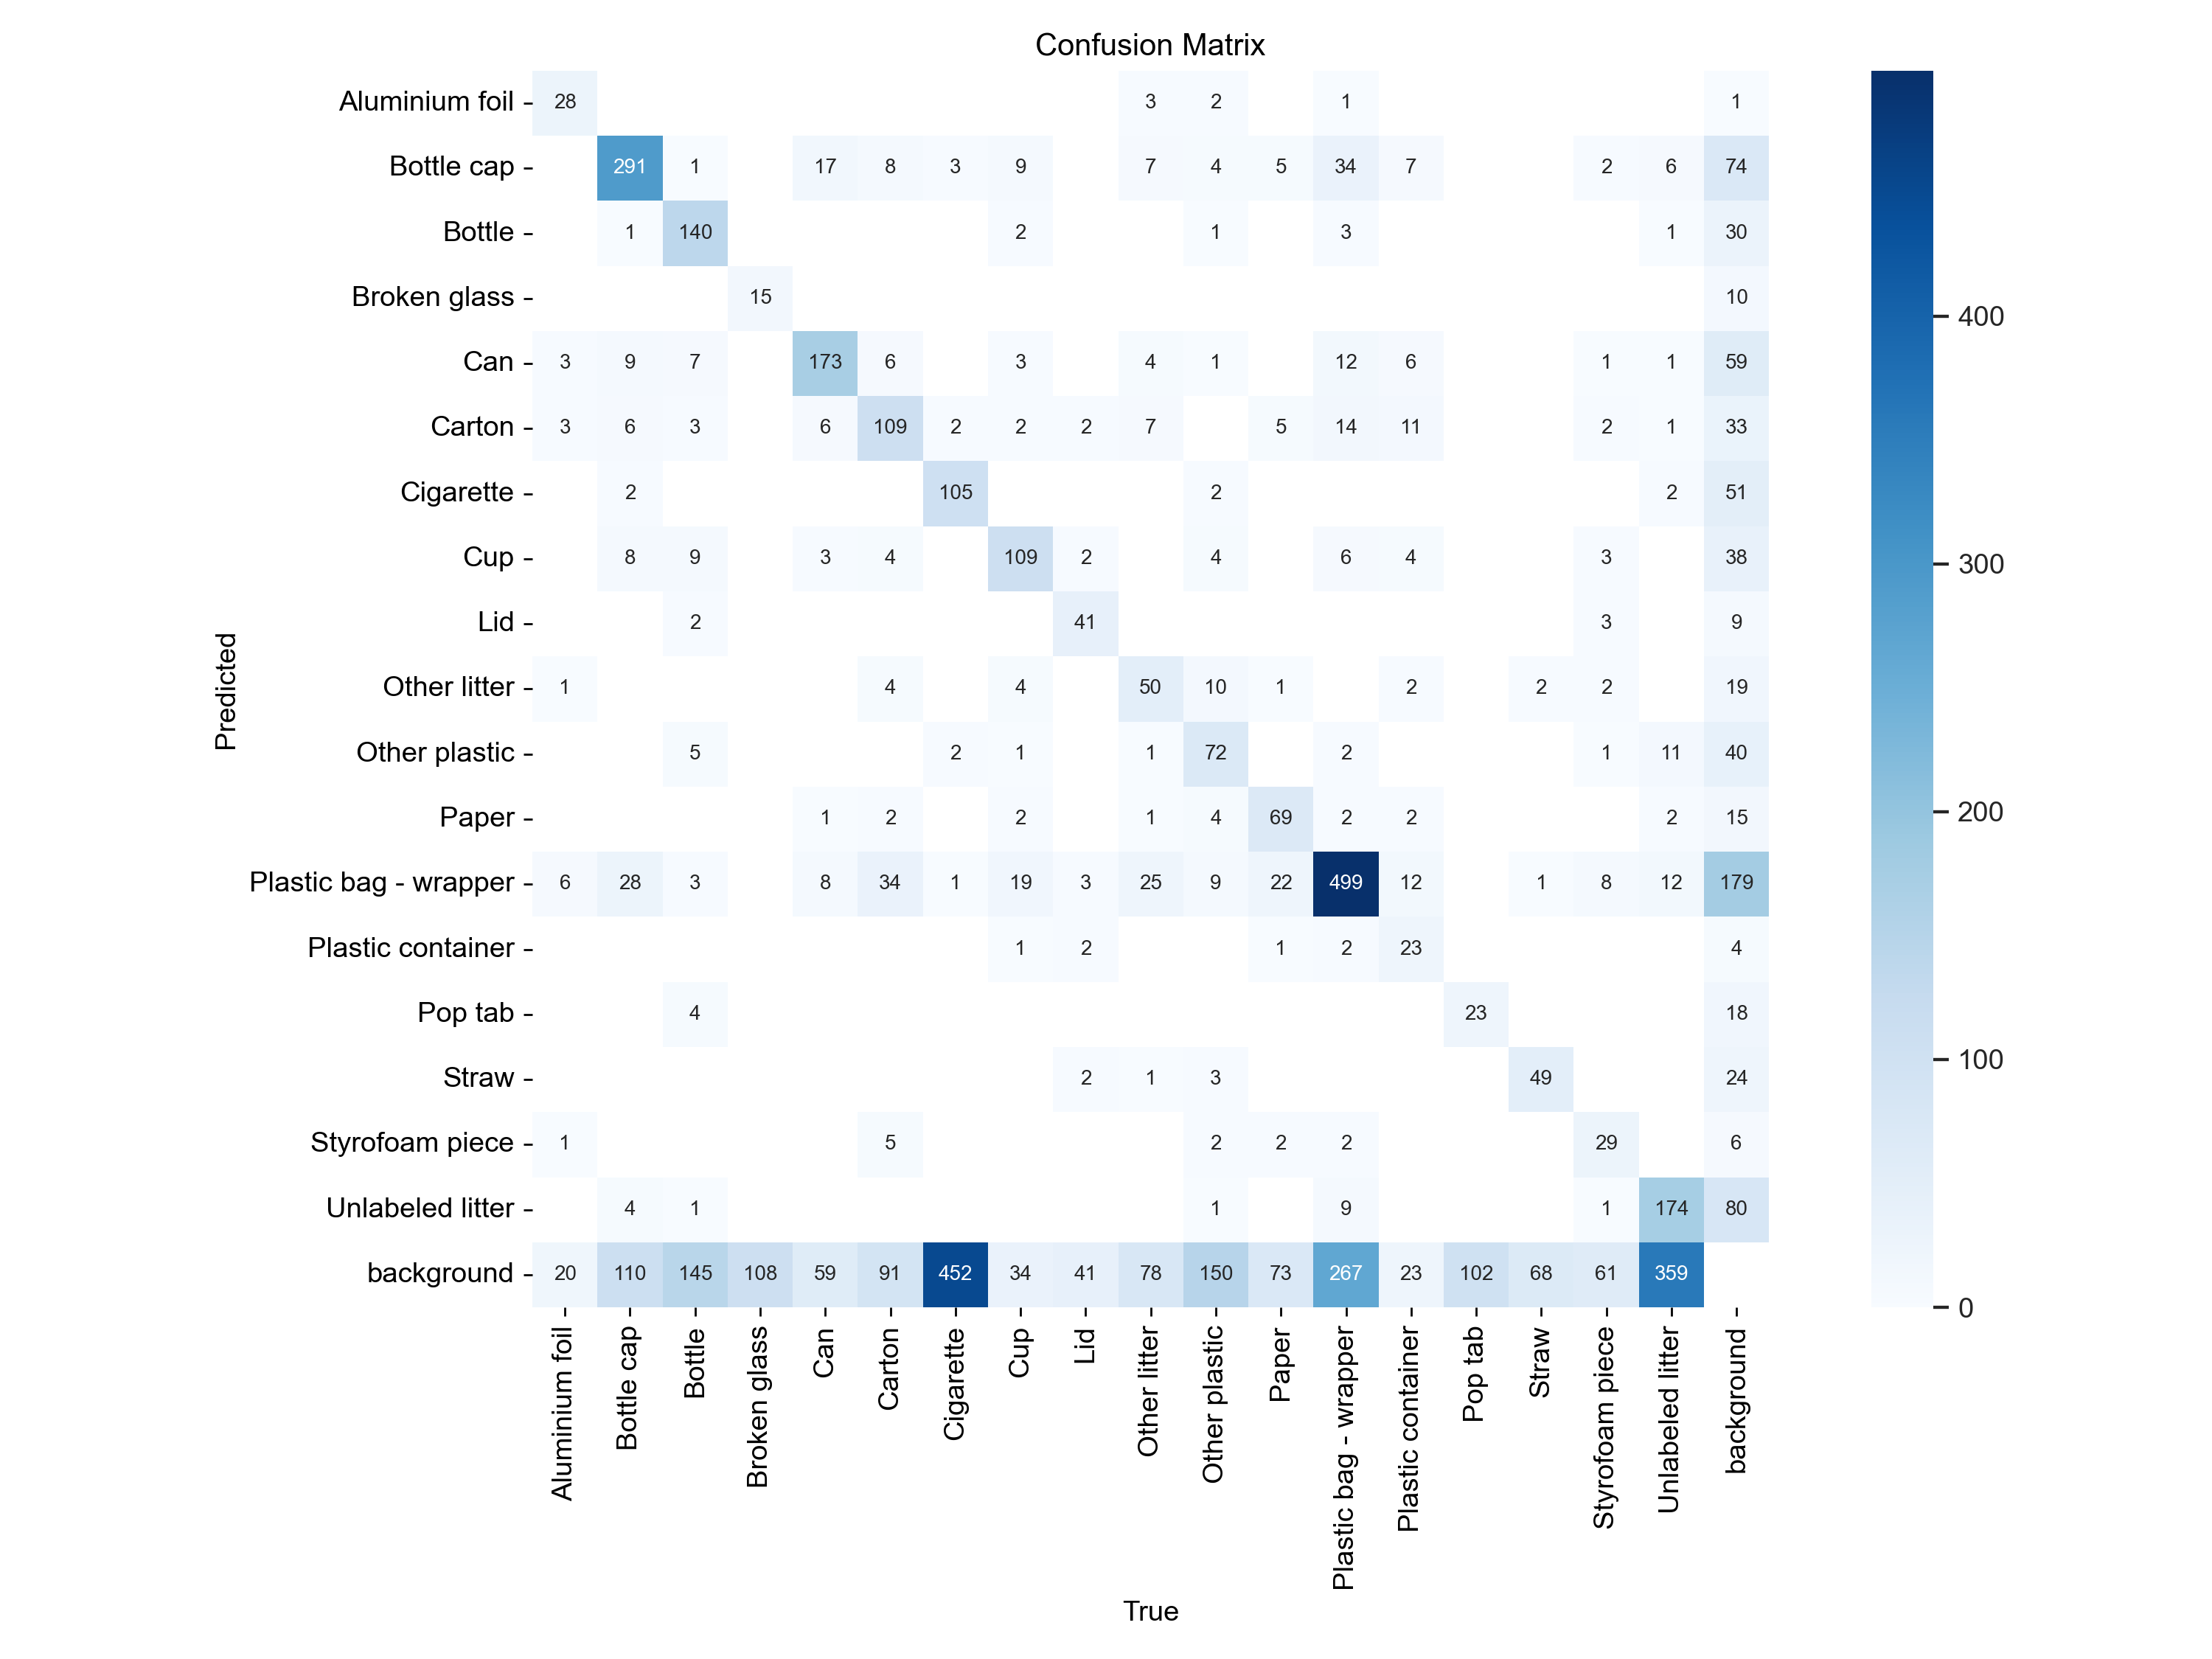 Confusion Matrix
Aluminium foil 28 3 2 1 1
Bottle cap 291 1 17 8 3 9 7 4 5 34 7 2 6 74
Bottle 1 140 2 1 3 1 30
Broken glass 15 10
Can 3 9 7 173 6 3 4 1 12 6 1 1 59
Carton 3 6 3 6 109 2 2 2 7 5 14 11 2 1 33
Cigarette 2 105 2 2 51
Cup 8 9 3 4 109 2 4 6 4 3 38
Lid 2 41 3 9
Other litter 1 4 4 50 10 1 2 2 2 19
Other plastic 5 2 1 1 72 2 1 11 40
Paper 1 2 2 1 4 69 2 2 2 15
Plastic bag - wrapper 6 28 3 8 34 1 19 3 25 9 22 499 12 1 8 12 179
Plastic container 1 2 1 2 23 4
Pop tab 4 23 18
Straw 2 1 3 49 24
Styrofoam piece 1 5 2 2 2 29 6
Unlabeled litter 4 1 1 9 1 174 80
background 20 110 145 108 59 91 452 34 41 78 150 73 267 23 102 68 61 359
Predicted
Aluminium foil
Bottle cap
Bottle
Broken glass
Can
Carton
Cigarette
Cup
Lid
Other litter
Other plastic
Paper
Plastic bag - wrapper
Plastic container
Pop tab
Straw
Styrofoam piece
Unlabeled litter
background
True
400
300
200
100
0